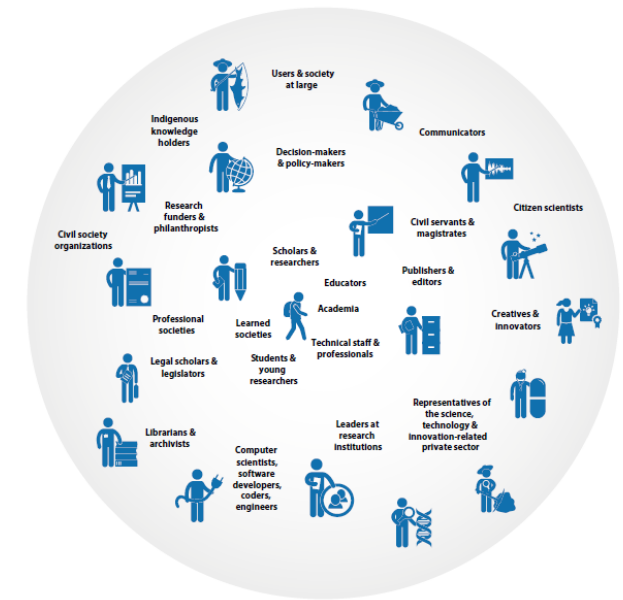 Users & society
at large
Indigenous
knowledge
holders
Communicators
Decision-makers
& policy-makers
Research
funders &
philanthropists
Citizen scientists
Civil servants &
magistrates
Civil society
organizations
Scholars &
researchers
Publishers &
editors
Educators
Academia
Creatives &
innovators
Professional
societies
Learned
societies
Technical staff &
professionals
Students &
young
researchers
Legal scholars &
legislators
Representatives of
the science,
technology &
innovation-related
private sector
Librarians &
archivists
Leaders at
research
institutions
Computer
scientists,
software
developers,
coders,
engineers